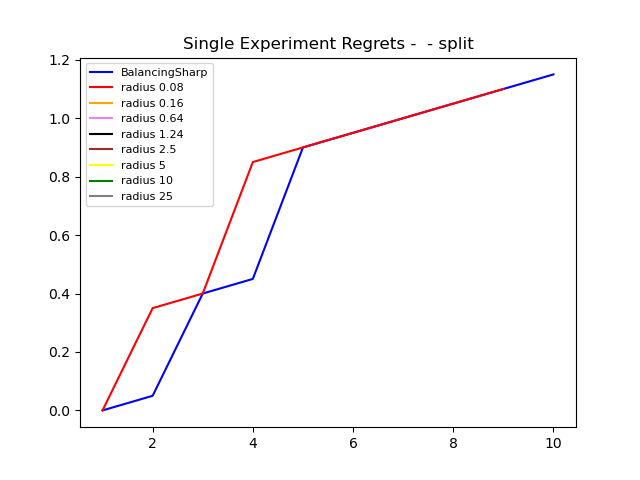 Single Experiment Regrets -  - split
BalancingSharp
radius 0.08
radius 0.16
radius 0.64
radius 1.24
radius 2.5
radius 5
radius 10
radius 25
1.2
1.0
0.8
0.6
0.4
0.2
0.0
2 4 6 8 10